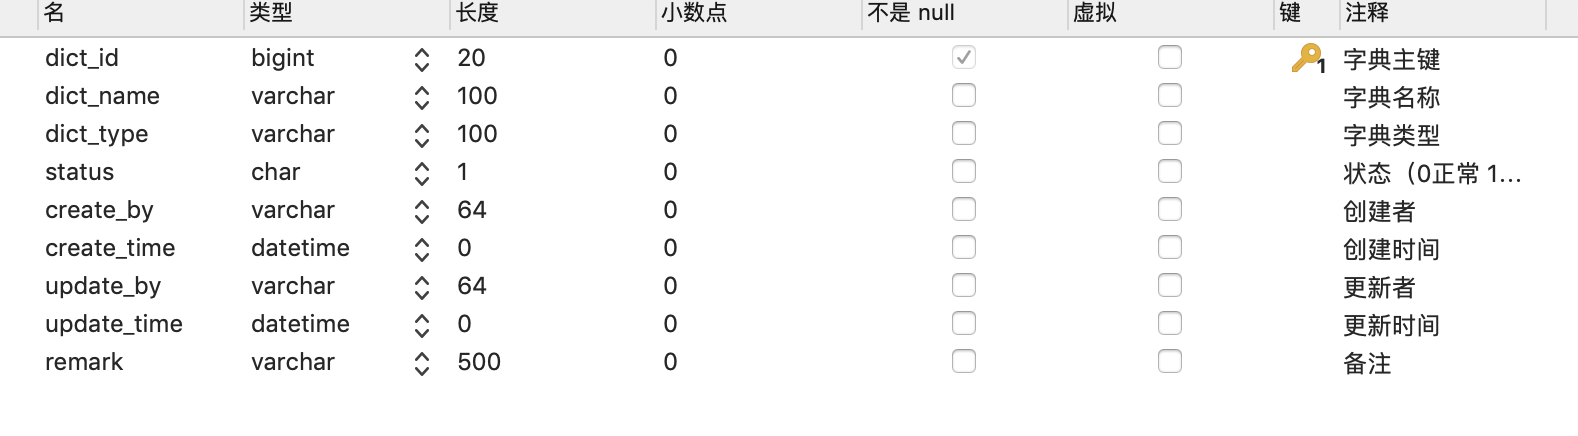 名 类型 长度 小数点 不是 null 虚拟 键 注释
dict_id bigint 20 0 1 字典主键
dict_name varchar 100 0 字典名称
dict_type varchar 100 0 字典类型
status char 1 0 状态（0正常 1...
create_by varchar 64 0 创建者
create_time datetime 0 0 创建时间
update_by varchar 64 0 更新者
update_time datetime 0 0 更新时间
remark varchar 500 0 备注